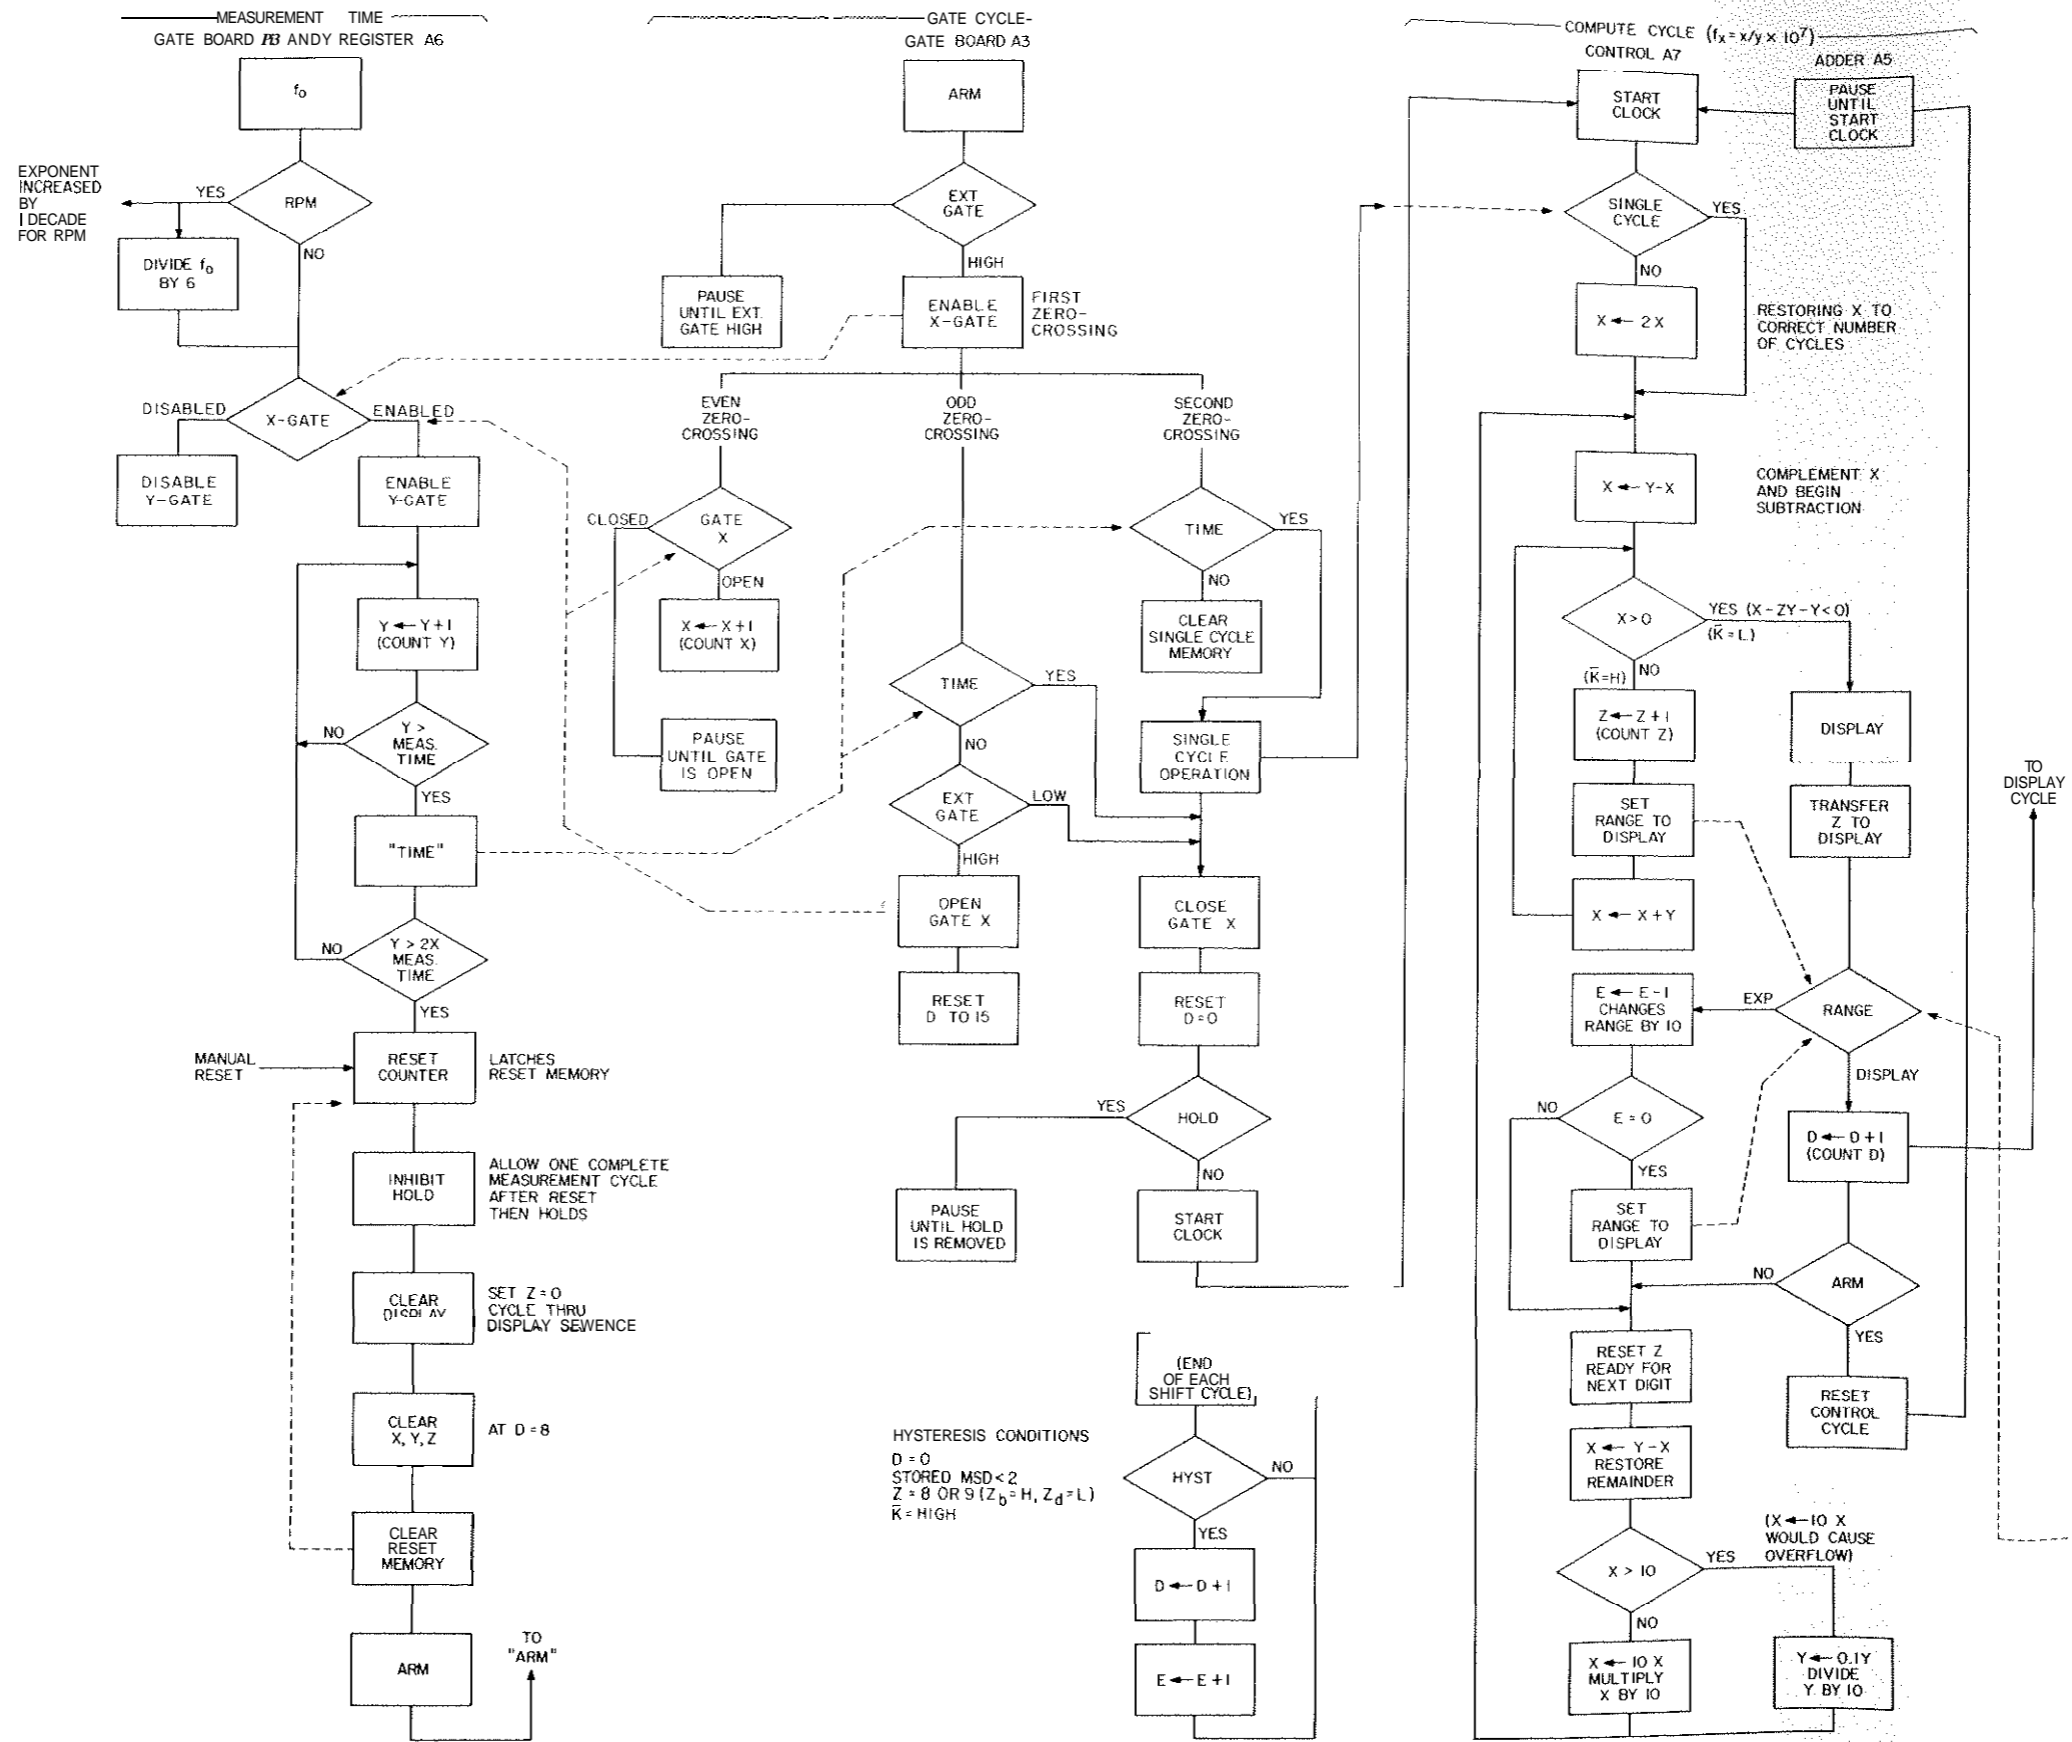 MEASUREMENT TIME
GATE BOARD PB ANDY REGISTER A6
f₀
RPM
YES
NO
EXPONENT
INCREASED
BY
1 DECADE
FOR RPM
DIVIDE f₀
BY 6
X-GATE
DISABLED
ENABLED
DISABLE
Y-GATE
ENABLE
Y-GATE
Y ← Y+1
(COUNT Y)
Y >
MEAS.
TIME
NO
YES
"TIME"
Y > 2X
MEAS.
TIME
NO
YES
MANUAL
RESET
RESET
COUNTER
LATCHES
RESET MEMORY
INHIBIT
HOLD
ALLOW ONE COMPLETE
MEASUREMENT CYCLE
AFTER RESET
THEN HOLDS
CLEAR
DISPLAY
SET Z = 0
CYCLE THRU
DISPLAY SEWENCE
CLEAR
X, Y, Z
AT D = 8
CLEAR
RESET
MEMORY
ARM
TO
"ARM"
GATE CYCLE-
GATE BOARD A3
ARM
EXT
GATE
HIGH
PAUSE
UNTIL EXT.
GATE HIGH
ENABLE
X-GATE
FIRST
ZERO-
CROSSING
EVEN
ZERO-
CROSSING
ODD
ZERO-
CROSSING
SECOND
ZERO-
CROSSING
GATE
X
CLOSED
OPEN
X ← X+1
(COUNT X)
PAUSE
UNTIL GATE
IS OPEN
TIME
YES
NO
EXT
GATE
LOW
HIGH
OPEN
GATE X
RESET
D TO 15
TIME
YES
NO
CLEAR
SINGLE CYCLE
MEMORY
SINGLE
CYCLE
OPERATION
CLOSE
GATE X
RESET
D=0
HOLD
YES
NO
PAUSE
UNTIL HOLD
IS REMOVED
START
CLOCK
(END
OF EACH
SHIFT CYCLE)
HYSTERESIS CONDITIONS
D = 0
STORED MSD < 2
Z = 8 OR 9 (Z_b = H, Z_d = L)
K̄ = HIGH
HYST
NO
YES
D ← D + 1
E ← E + 1
COMPUTE CYCLE (fₓ = x/y × 10⁷)
CONTROL A7
ADDER A5
START
CLOCK
PAUSE
UNTIL
START
CLOCK
SINGLE
CYCLE
YES
NO
X ← 2X
RESTORING X TO
CORRECT NUMBER
OF CYCLES
X ← Y-X
COMPLEMENT X
AND BEGIN
SUBTRACTION
X > 0
YES (X - ZY - Y < 0)
(K̄ = L)
(K̄ = H)
NO
Z ← Z + 1
(COUNT Z)
DISPLAY
SET
RANGE TO
DISPLAY
TRANSFER
Z TO
DISPLAY
TO
DISPLAY
CYCLE
X ← X + Y
E ← E - 1
CHANGES
RANGE BY 10
EXP
RANGE
DISPLAY
E = 0
NO
YES
D ← D + 1
(COUNT D)
SET
RANGE TO
DISPLAY
NO
ARM
YES
RESET Z
READY FOR
NEXT DIGIT
RESET
CONTROL
CYCLE
X ← Y - X
RESTORE
REMAINDER
X > 10
YES
NO
(X ← 10 X
WOULD CAUSE
OVERFLOW)
X ← 10 X
MULTIPLY
X BY 10
Y ← 0.1Y
DIVIDE
Y BY 10